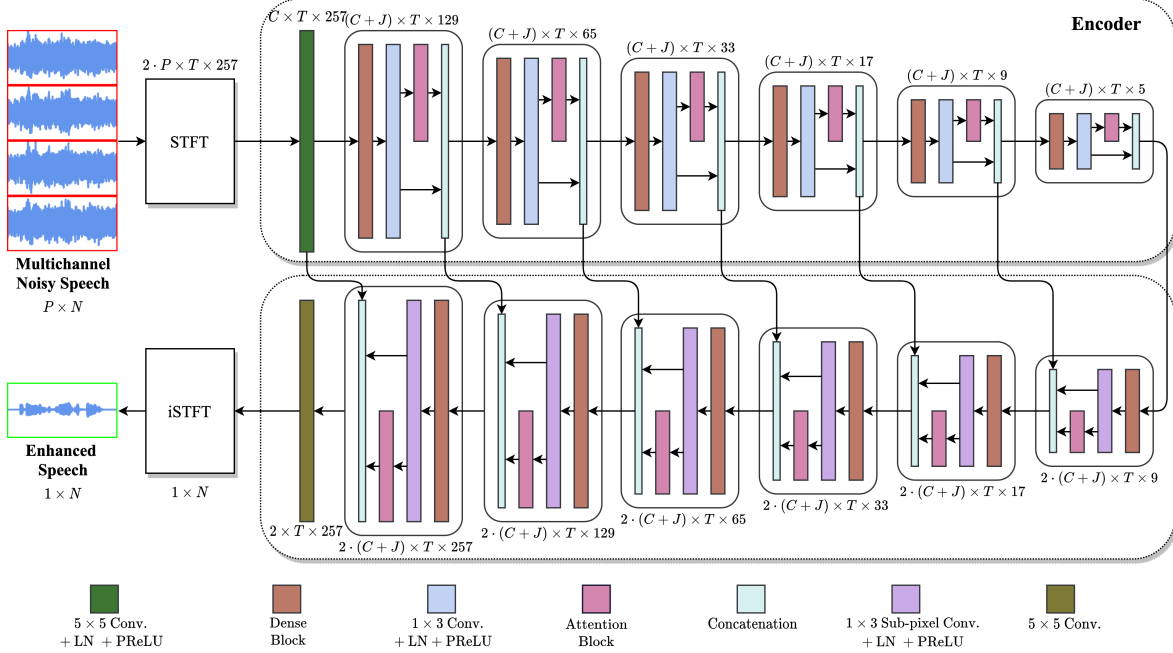 C × T × 257
(C + J) × T × 129
(C + J) × T × 65
(C + J) × T × 33
(C + J) × T × 17
(C + J) × T × 9
(C + J) × T × 5
Encoder
2 · P × T × 257
STFT
Multichannel
Noisy Speech
P × N
iSTFT
Enhanced
Speech
1 × N
1 × N
2 × T × 257
2 · (C + J) × T × 257
2 · (C + J) × T × 129
2 · (C + J) × T × 65
2 · (C + J) × T × 33
2 · (C + J) × T × 17
2 · (C + J) × T × 9
5 × 5 Conv.
+ LN + PReLU
Dense
Block
1 × 3 Conv.
+ LN + PReLU
Attention
Block
Concatenation
1 × 3 Sub-pixel Conv.
+ LN + PReLU
5 × 5 Conv.